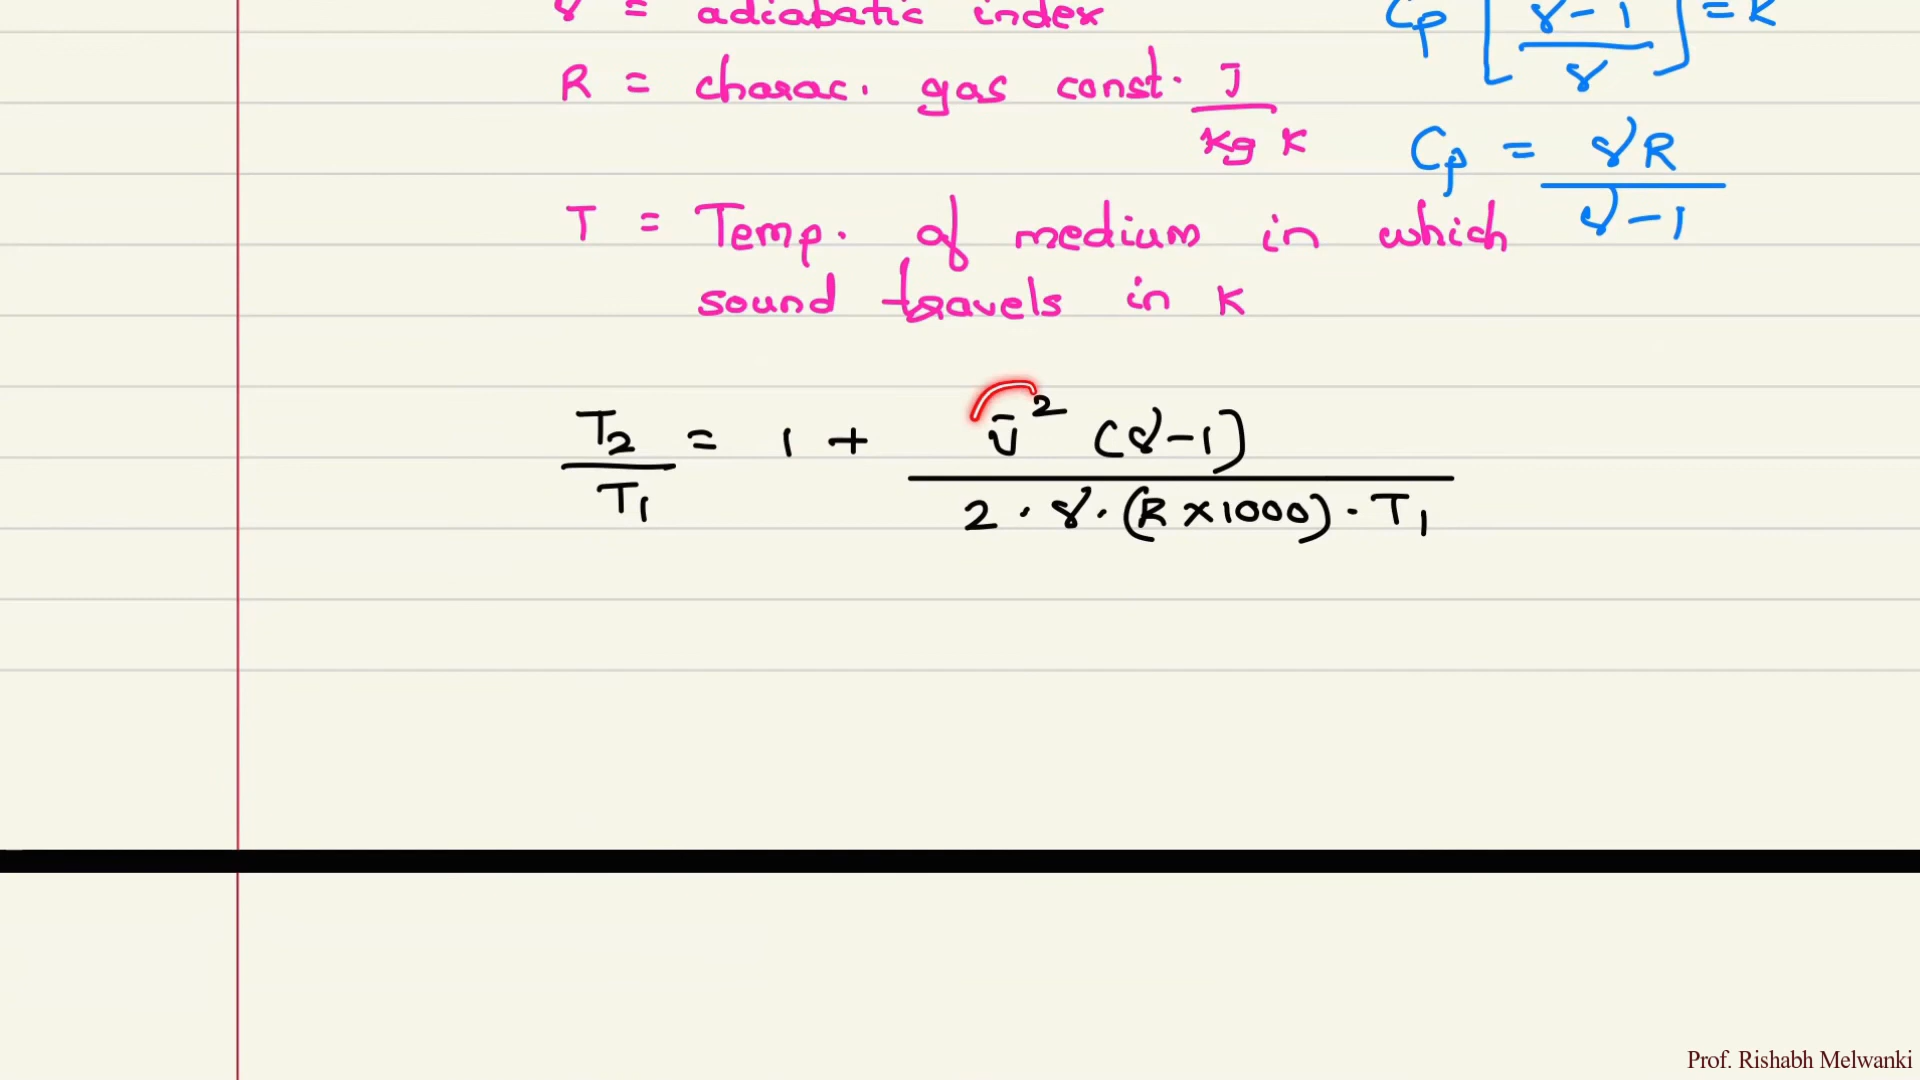 γ = adiabatic index
R = charac. gas const. J / kg K
T = Temp. of medium in which
sound travels in K
Cp [ γ-1 / γ ] = R
Cp = γR / γ-1
T2 / T1 = 1 + v̄² (γ-1) / 2 · γ · (R × 1000) · T1
Prof. Rishabh Melwanki